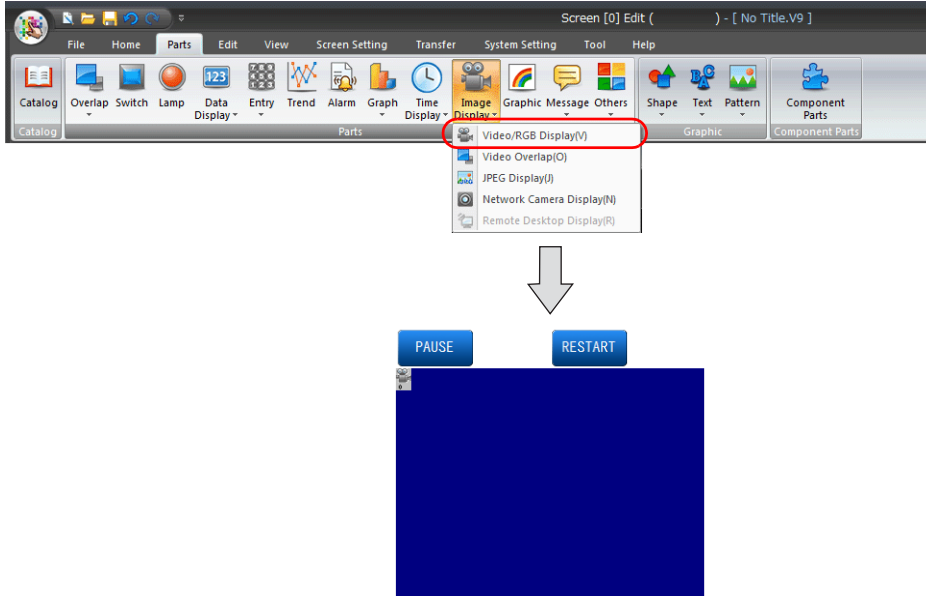 Screen [0] Edit ( ) - [ No Title.V9 ]
File Home Parts Edit View Screen Setting Transfer System Setting Tool Help
Catalog Overlap Switch Lamp Data Display Entry Trend Alarm Graph Time Display Image Display Graphic Message Others Shape Text Pattern Component Parts
Catalog Parts Graphic Component Parts
Video/RGB Display(V)
Video Overlap(O)
JPEG Display(J)
Network Camera Display(N)
Remote Desktop Display(R)
PAUSE RESTART
0